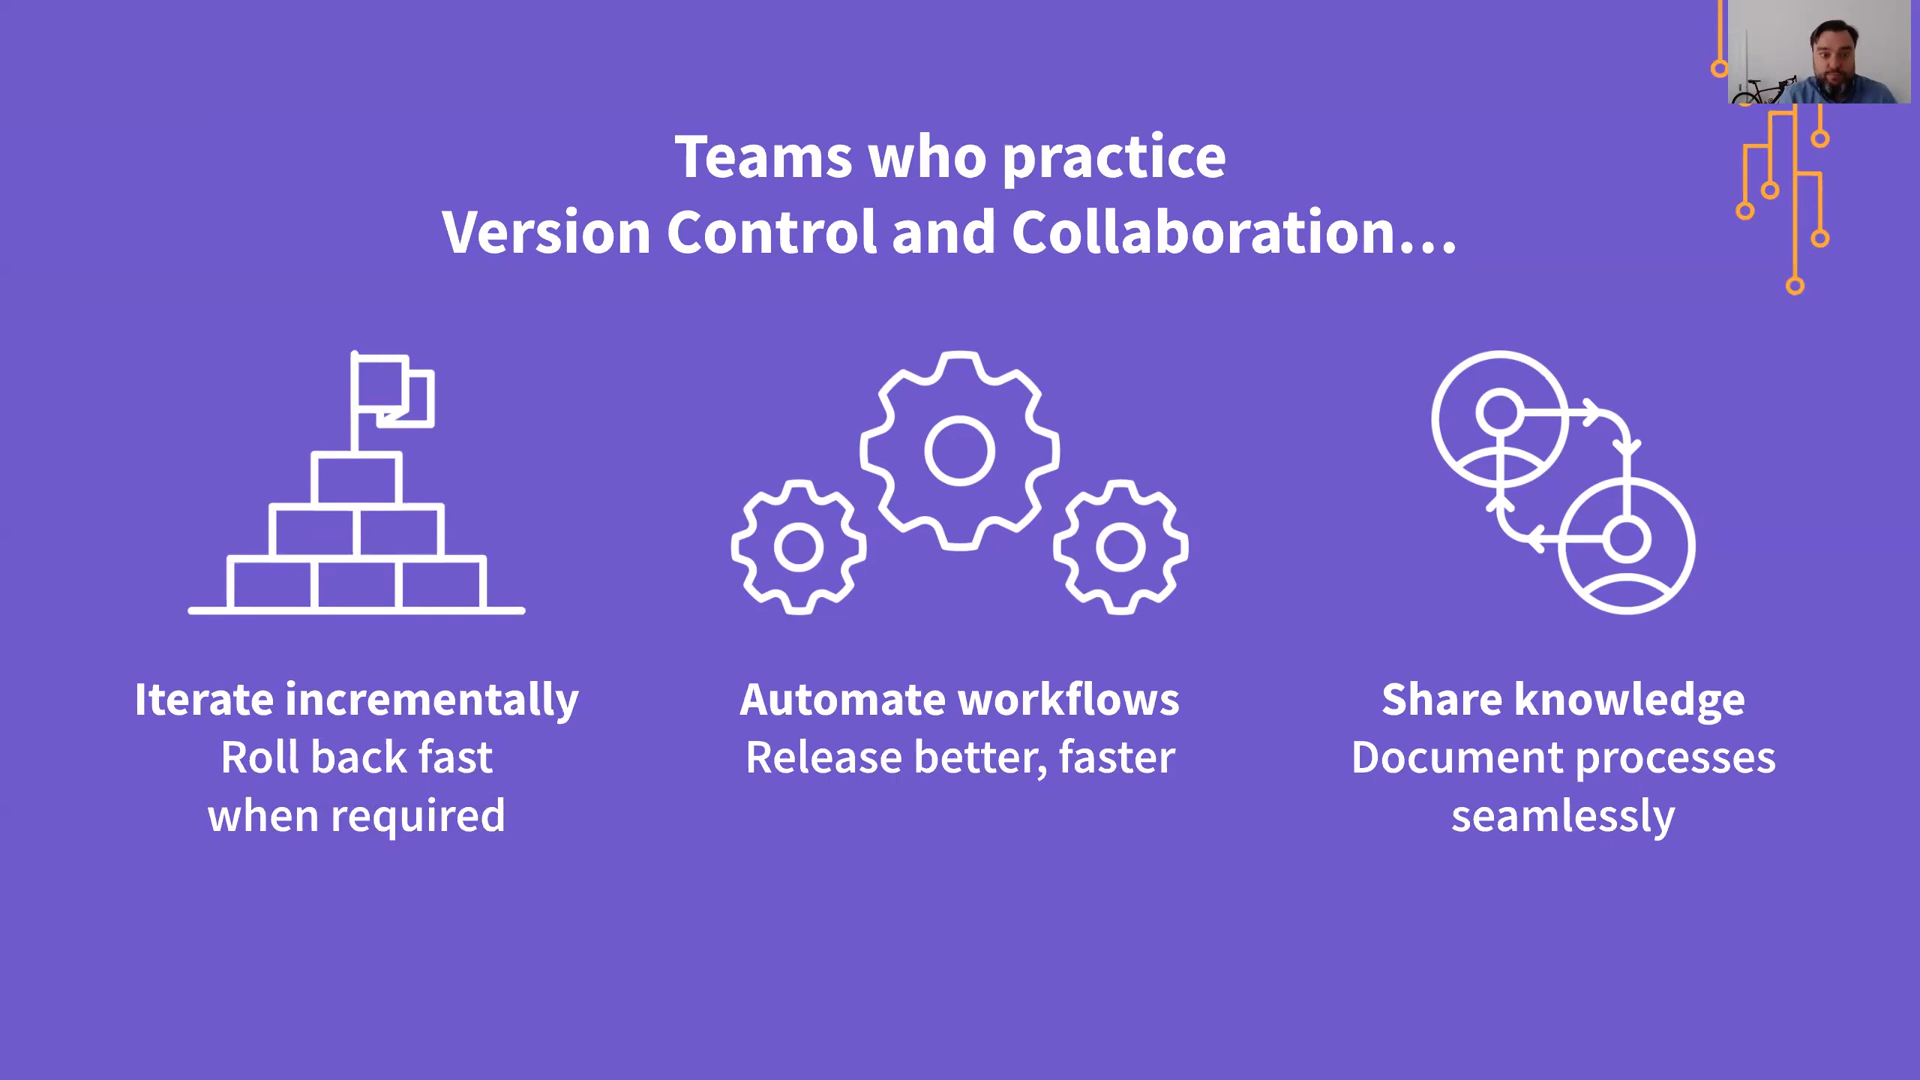 Teams who practice
Version Control and Collaboration...
Iterate incrementally
Roll back fast
when required
Automate workflows
Release better, faster
Share knowledge
Document processes
seamlessly